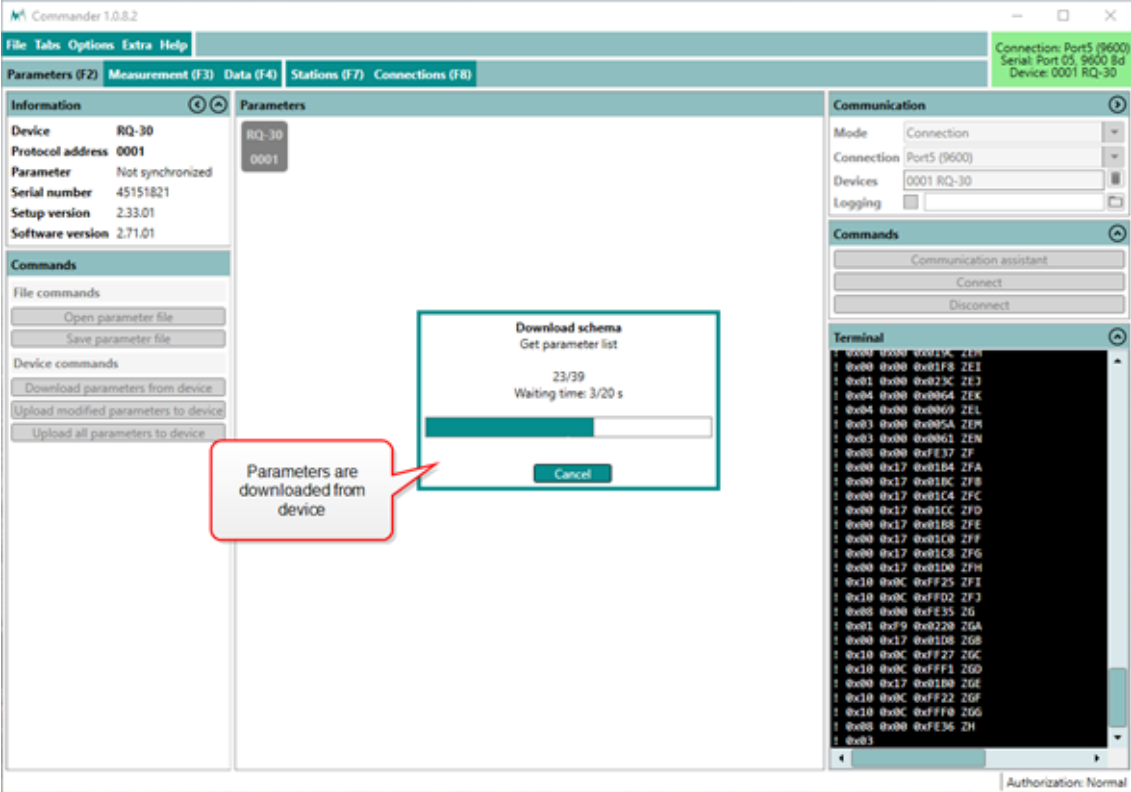 Commander 1.0.8.2
File Tabs Options Extra Help
Connection: Port5 (9600)
Serial: Port 05, 9600 Bd
Device: 0001 RQ-30
Parameters (F2) Measurement (F3) Data (F4) Stations (F7) Connections (F8)
Information
Device RQ-30
Protocol address 0001
Parameter Not synchronized
Serial number 45151821
Setup version 2.33.01
Software version 2.71.01
Commands
File commands
Open parameter file
Save parameter file
Device commands
Download parameters from device
Upload modified parameters to device
Upload all parameters to device
Parameters
RQ-30
0001
Download schema
Get parameter list
23/39
Waiting time: 3/20 s
Cancel
Parameters are
downloaded from
device
Communication
Mode Connection
Connection Port5 (9600)
Devices 0001 RQ-30
Logging
Commands
Communication assistant
Connect
Disconnect
Terminal
! 0x00 0x00 0x019C ZEH
! 0x00 0x00 0x01F8 ZEI
! 0x01 0x00 0x023C ZEJ
! 0x04 0x00 0x0064 ZEK
! 0x04 0x00 0x0069 ZEL
! 0x03 0x00 0x005A ZEM
! 0x03 0x00 0x0061 ZEN
! 0x08 0x00 0xFE37 ZF
! 0x00 0x17 0x01B4 ZFA
! 0x00 0x17 0x01BC ZFB
! 0x00 0x17 0x01C4 ZFC
! 0x00 0x17 0x01CC ZFD
! 0x00 0x17 0x01B8 ZFE
! 0x00 0x17 0x01C0 ZFF
! 0x00 0x17 0x01C8 ZFG
! 0x00 0x17 0x01D0 ZFH
! 0x10 0x0C 0xFF25 ZFI
! 0x10 0x0C 0xFFD2 ZFJ
! 0x08 0x00 0xFE35 ZG
! 0x01 0xF9 0x0220 ZGA
! 0x00 0x17 0x01D8 ZGB
! 0x10 0x0C 0xFF27 ZGC
! 0x10 0x0C 0xFFF1 ZGD
! 0x00 0x17 0x01B0 ZGE
! 0x10 0x0C 0xFF22 ZGF
! 0x10 0x0C 0xFFF0 ZGG
! 0x08 0x00 0xFE36 ZH
! 0x03
Authorization: Normal